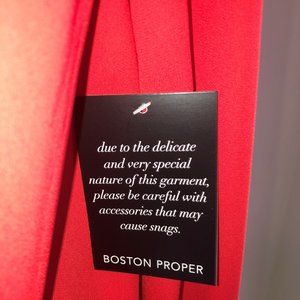 due to the delicate
and very special
nature of this garment,
please be careful with
accessories that may
cause snags.
BOSTON PROPER